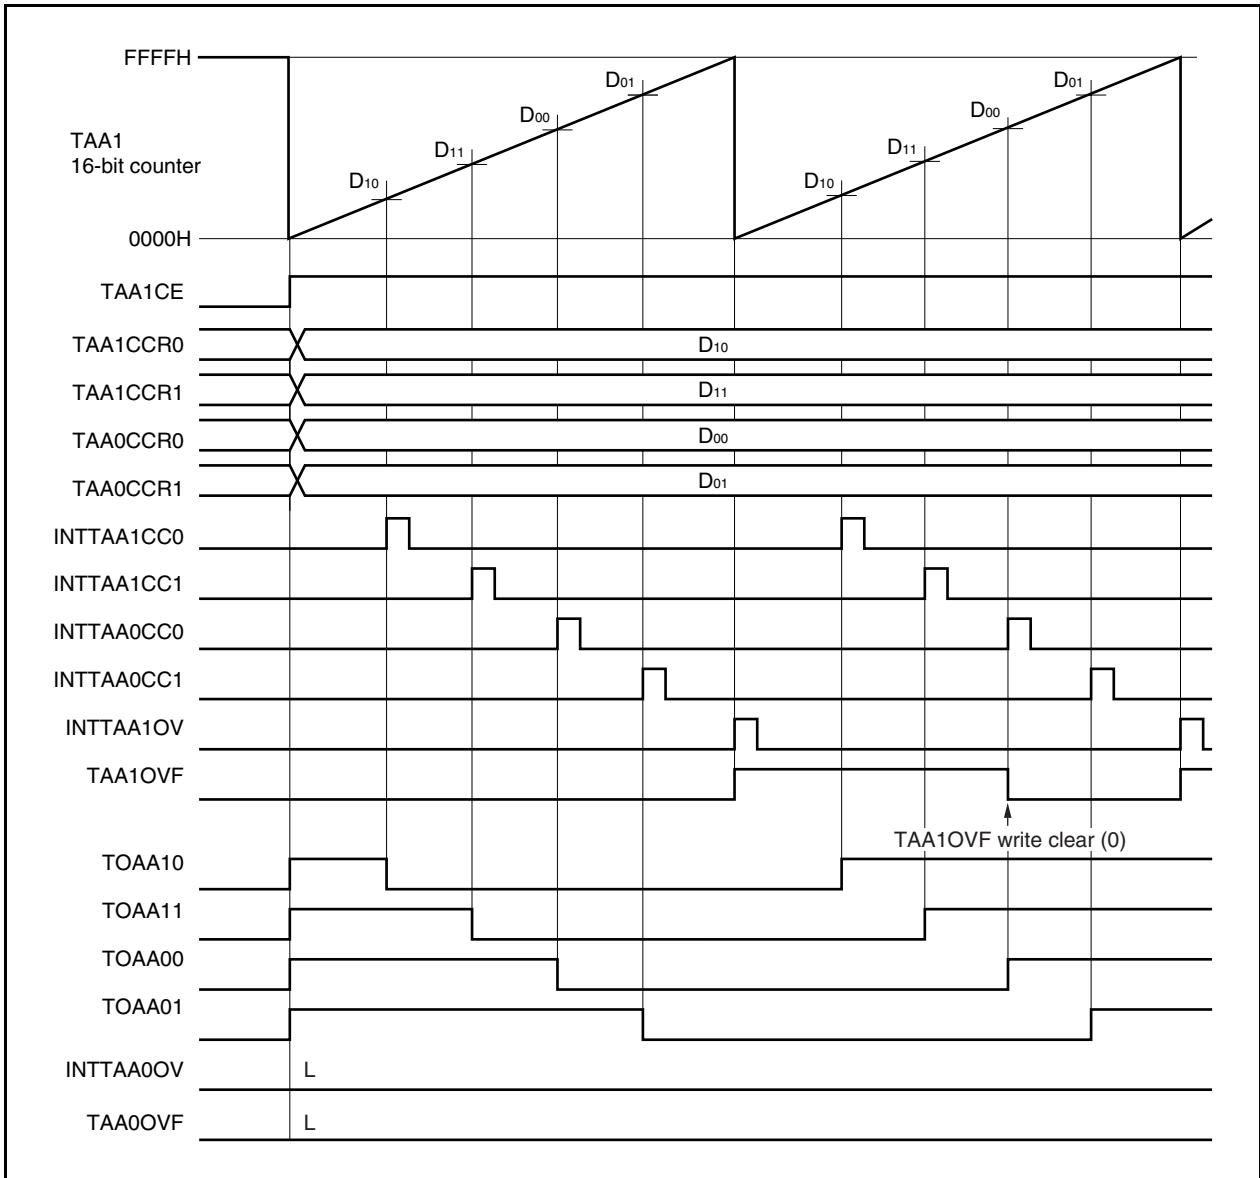 FFFFH
D01
D01
D00
D00
TAA1
16-bit counter
D11
D11
D10
D10
0000H
TAA1CE
TAA1CCR0
D10
TAA1CCR1
D11
TAA0CCR0
D00
TAA0CCR1
D01
INTTAA1CC0
INTTAA1CC1
INTTAA0CC0
INTTAA0CC1
INTTAA1OV
TAA1OVF
TAA1OVF write clear (0)
TOAA10
TOAA11
TOAA00
TOAA01
INTTAA0OV
L
TAA0OVF
L